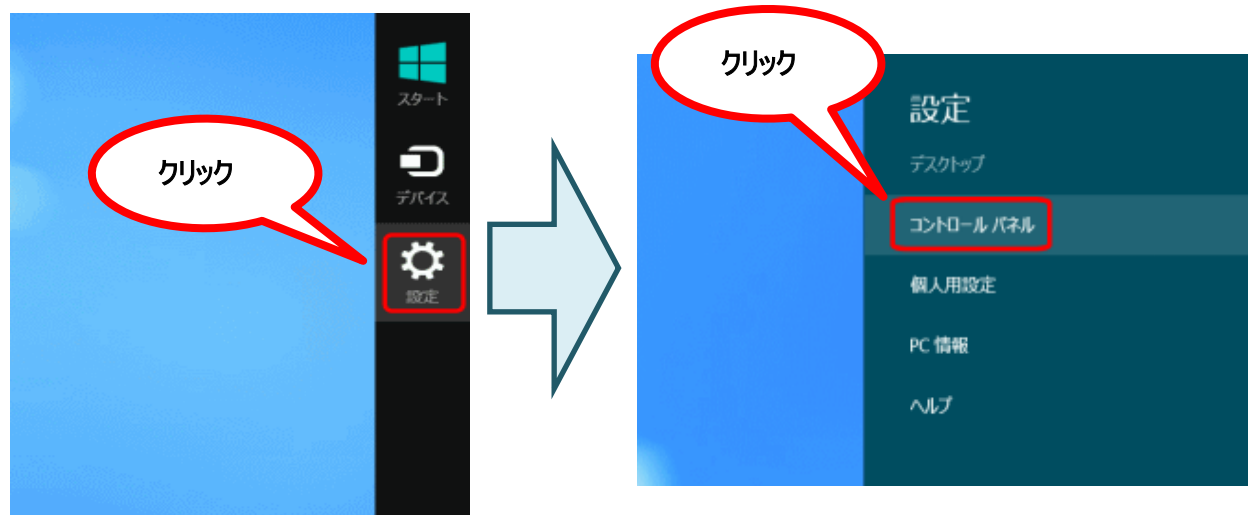 スタート
デバイス
クリック
設定
クリック
設定
デスクトップ
コントロール パネル
個人用設定
PC 情報
ヘルプ